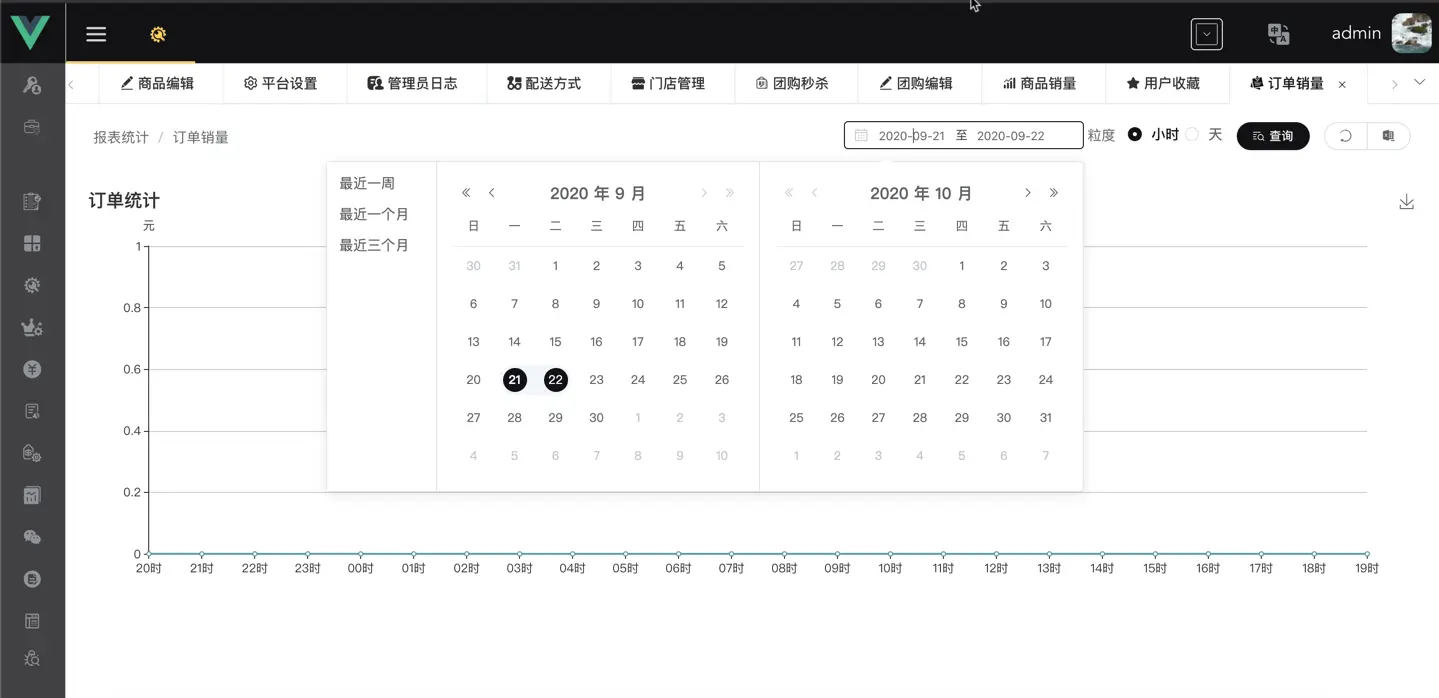 admin
商品编辑 平台设置 管理员日志 配送方式 门店管理 团购秒杀 团购编辑 商品销量 用户收藏 订单销量 ×
报表统计 / 订单销量 2020-09-21 至 2020-09-22 粒度 小时 天 查询
最近一周
最近一个月
最近三个月
2020 年 9 月
日 一 二 三 四 五 六
30 31 1 2 3 4 5
6 7 8 9 10 11 12
13 14 15 16 17 18 19
20 21 22 23 24 25 26
27 28 29 30 1 2 3
4 5 6 7 8 9 10
2020 年 10 月
日 一 二 三 四 五 六
27 28 29 30 1 2 3
4 5 6 7 8 9 10
11 12 13 14 15 16 17
18 19 20 21 22 23 24
25 26 27 28 29 30 31
1 2 3 4 5 6 7
订单统计
元
1
0.8
0.6
0.4
0.2
0
20时 21时 22时 23时 00时 01时 02时 03时 04时 05时 06时 07时 08时 09时 10时 11时 12时 13时 14时 15时 16时 17时 18时 19时